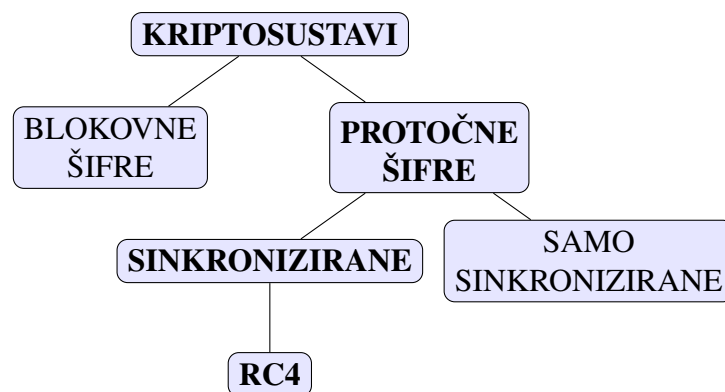 KRIPTOSUSTAVI
BLOKOVNE
ŠIFRE
PROTOČNE
ŠIFRE
SINKRONIZIRANE
SAMO
SINKRONIZIRANE
RC4